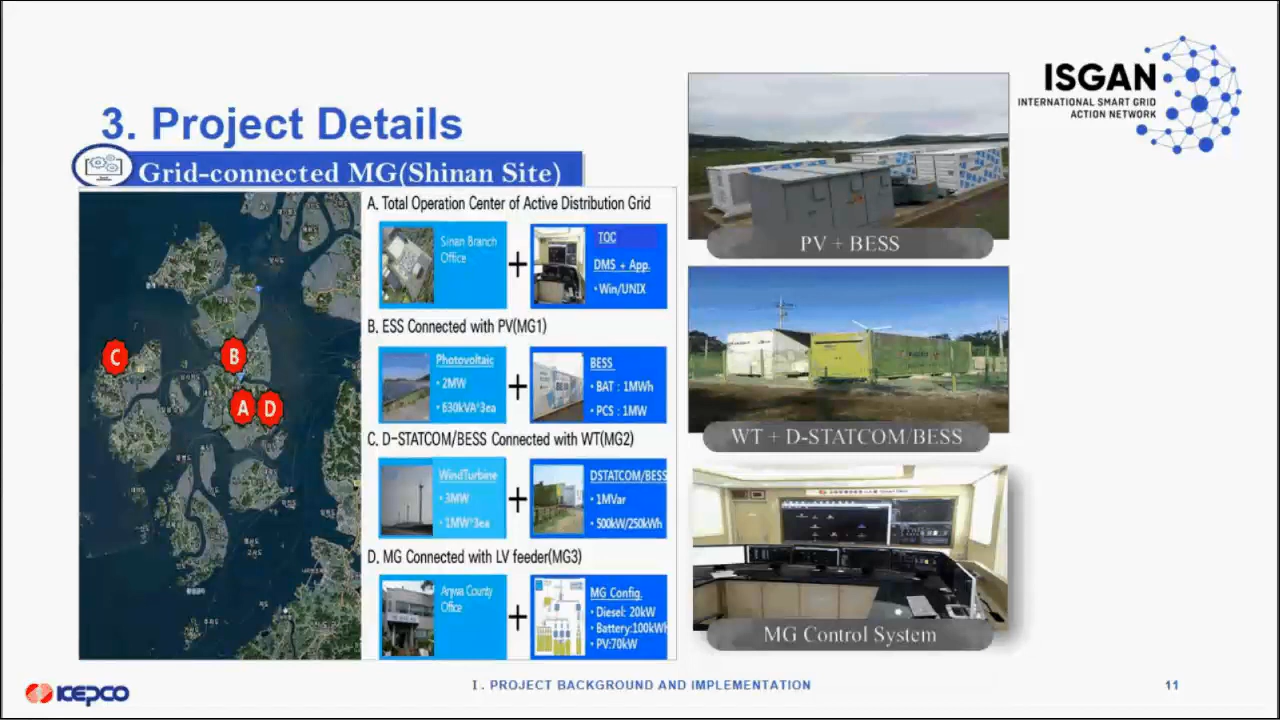 3. Project Details
Grid-connected MG(Shinan Site)
A. Total Operation Center of Active Distribution Grid
Sinan Branch
Office
+
TOC
DMS + App.
• Win/UNIX
B. ESS Connected with PV(MG1)
Photovoltaic
• 2MW
• 630kVA*3ea
+
BESS
• BAT : 1MWh
• PCS : 1MW
C. D-STATCOM/BESS Connected with WT(MG2)
WindTurbine
• 3MW
• 1MW*3ea
+
DSTATCOM/BESS
• 1MVar
• 500kW/250kWh
D. MG Connected with LV feeder(MG3)
County
Office
+
MG Config.
• Diesel: 20kW
• Battery:100kWh
• PV:70kW
C
B
A
D
ISGAN
INTERNATIONAL SMART GRID
ACTION NETWORK
PV + BESS
WT + D-STATCOM/BESS
MG Control System
KEPCO
I . PROJECT BACKGROUND AND IMPLEMENTATION
11